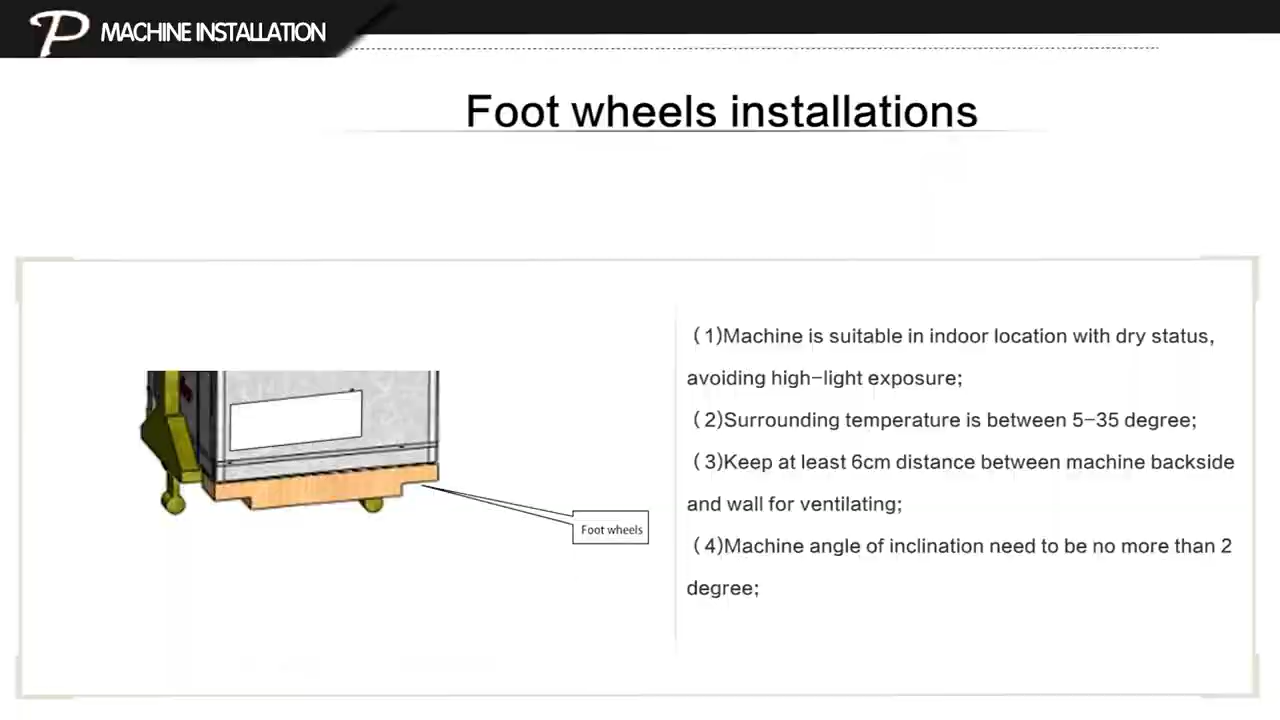 P MACHINE INSTALLATION
Foot wheels installations
(1)Machine is suitable in indoor location with dry status,
avoiding high-light exposure;
(2)Surrounding temperature is between 5-35 degree;
(3)Keep at least 6cm distance between machine backside
and wall for ventilating;
(4)Machine angle of inclination need to be no more than 2
degree;
Foot wheels